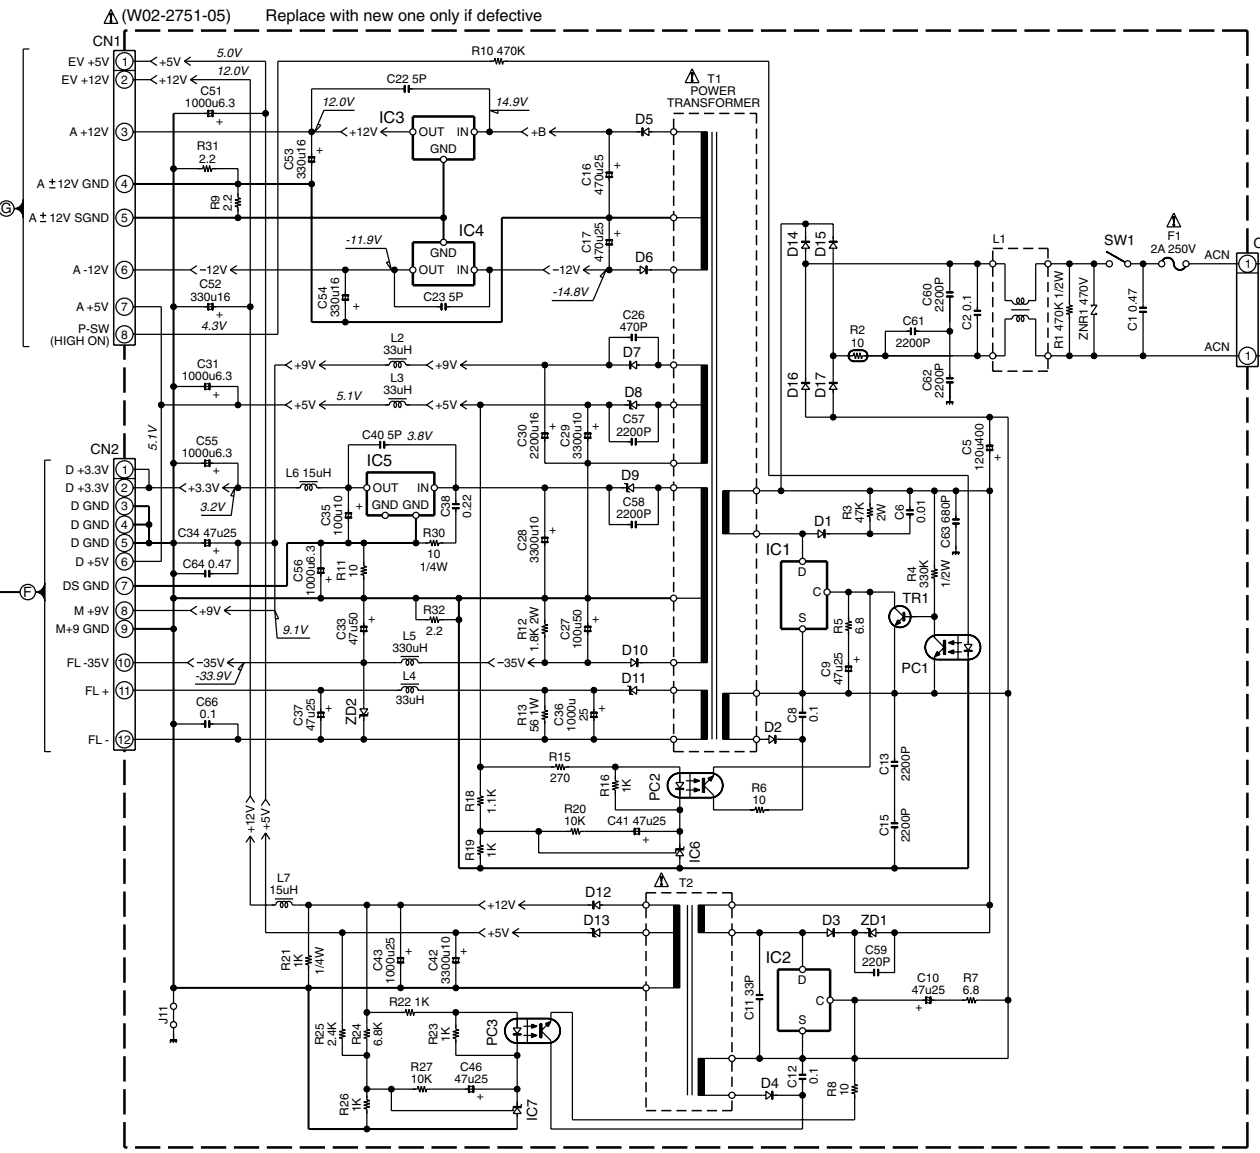 (W02-2751-05) Replace with new one only if defective
CN1
EV +5V 1 +5V 5.0V
EV +12V 2 +12V 12.0V
C51
1000u6.3
+
A +12V 3
R31
2.2
A ±12V GND 4
R9
2.2
A ± 12V SGND 5
G
A -12V 6 −12V
C52
330u16
+
A +5V 7
P-SW
(HIGH ON) 8
4.3V
R10 470K
C22 5P
12.0V
14.9V
IC3
+12V OUT IN +B
GND
C53
330u16
+
IC4
GND
-11.9V
OUT IN −12V
C23 5P
-14.8V
C54
330u16
+
C16
470u25
+
C17
470u25
+
D5
D6
T1
POWER
TRANSFORMER
C31
1000u6.3
+
+9V
L2
33uH
+9V
L3
33uH
+5V 5.1V +5V
C26
470P
D7
D8
C57
2200P
C30
2200u16
+
C29
3300u10
+
5.1V
CN2
C55
1000u6.3
+
D +3.3V 1
D +3.3V 2 +3.3V
3.2V
D GND 3
D GND 4
D GND 5
D +5V 6
DS GND 7
M +9V 8 +9V
9.1V
M+9 GND 9
FL -35V 10 −35V
-33.9V
FL + 11
FL - 12
F
C34 47u25
+
C64 0.47
C66
0.1
L6 15uH
C40 5P 3.8V
IC5
OUT IN
GND GND
C35
100u10
+
C38
0.22
R30
10
1/4W
C56
1000u6.3
+
R11
10
R32
2.2
C33
47u50
+
L5
330uH
−35V
L4
33uH
C37
47u25
+
ZD2
D9
C58
2200P
C28
3300u10
+
R12
1.8K 2W
C27
100u50
+
D10
D11
R13
56 1W
C36
1000u
25
+
D14
D15
D16
D17
R2
10
C61
2200P
C60
2200P
C62
2200P
C2 0.1
L1
R1 470K 1/2W
ZNR1 470V
SW1
C1 0.47
F1
2A 250V
ACN 1
ACN 1
C
C5
120u400
+
D1
R3
47K
2W
C6
0.01
C63 680P
IC1
D
C
S
R4
330K
1/2W
TR1
R5
6.8
C9
47u25
+
PC1
C8
0.1
D2
C13
2200P
C15
2200P
R15
270
R16
1K
PC2
R6
10
R18
1.1K
R20
10K
C41 47u25
+
R19
1K
IC6
+12V
+5V
L7
15uH
+12V
+5V
D12
D13
T2
R21
1K
1/4W
C43
1000u25
+
C42
3300u10
+
R22 1K
R25
2.4K
R24
6.8K
R23
1K
PC3
R27
10K
C46
47u25
+
R26
1K
IC7
J11
D3
ZD1
C59
220P
IC2
D
C
S
C11 33P
C10
47u25
+
R7
6.8
D4
C12
0.1
R8
10